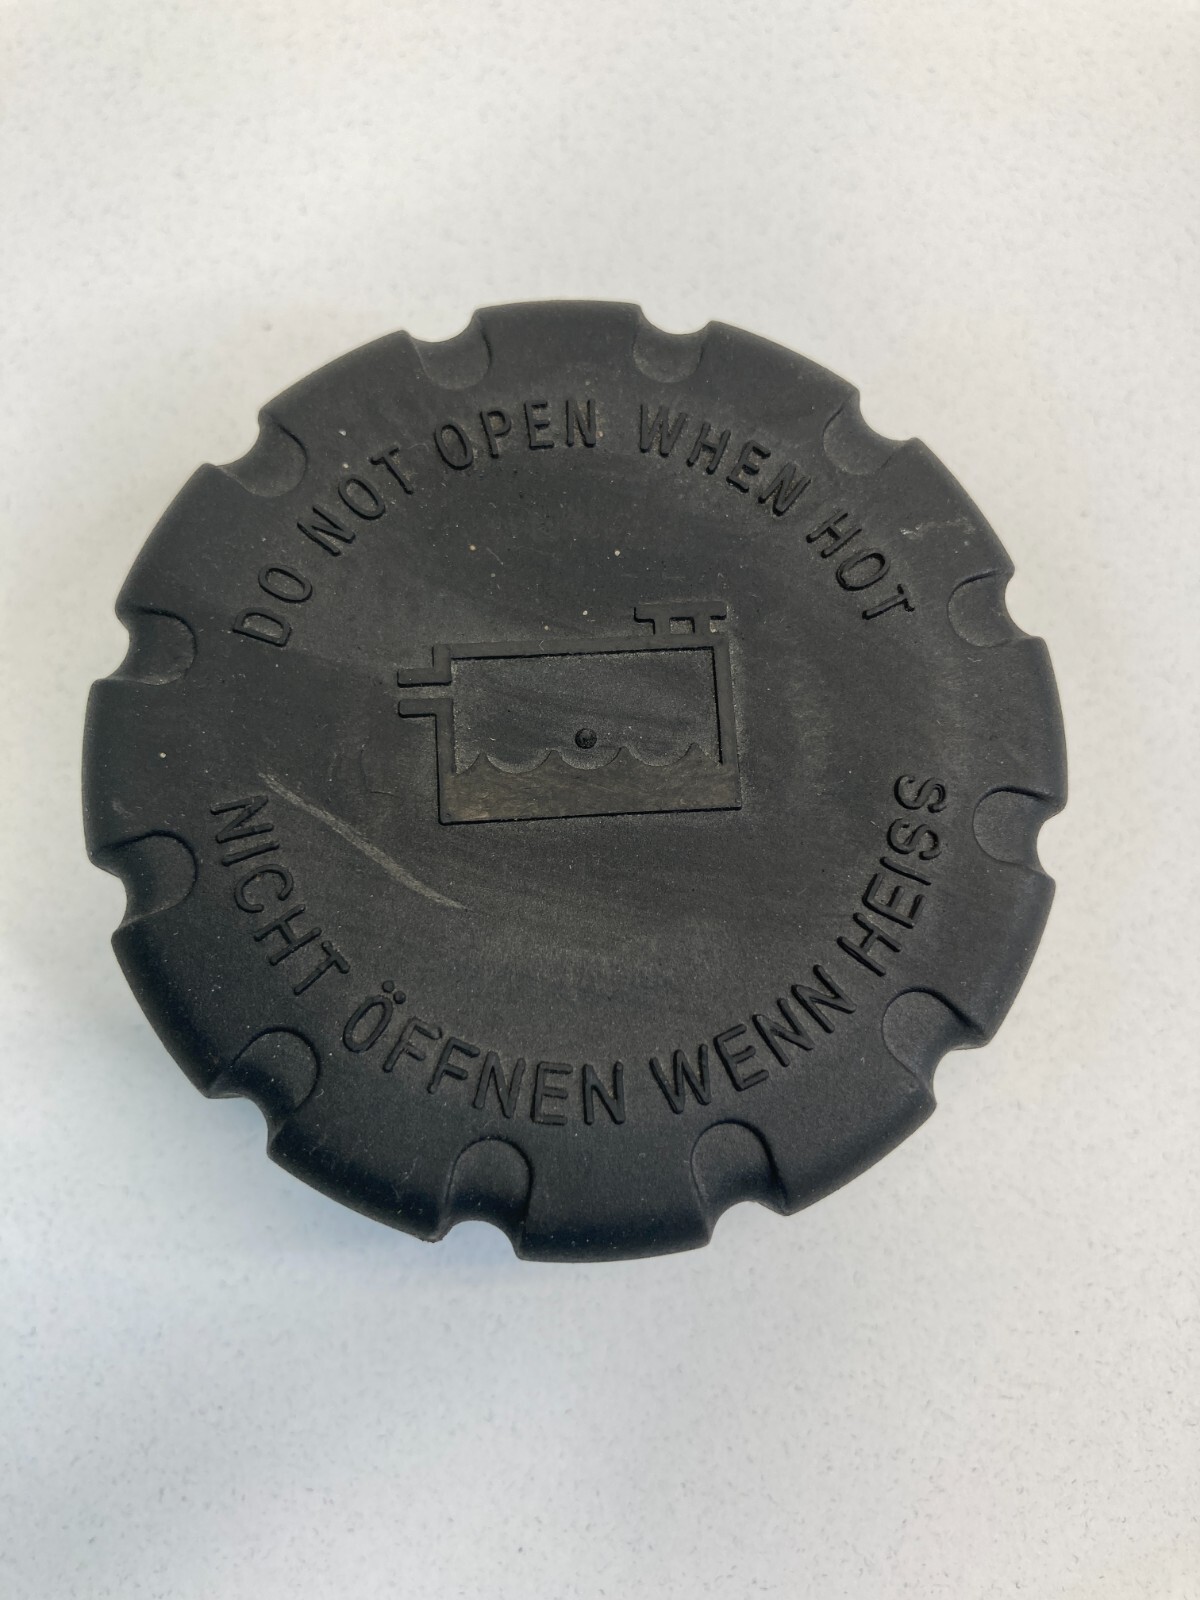 DO NOT OPEN WHEN HOT
NICHT ÖFFNEN WENN HEISS